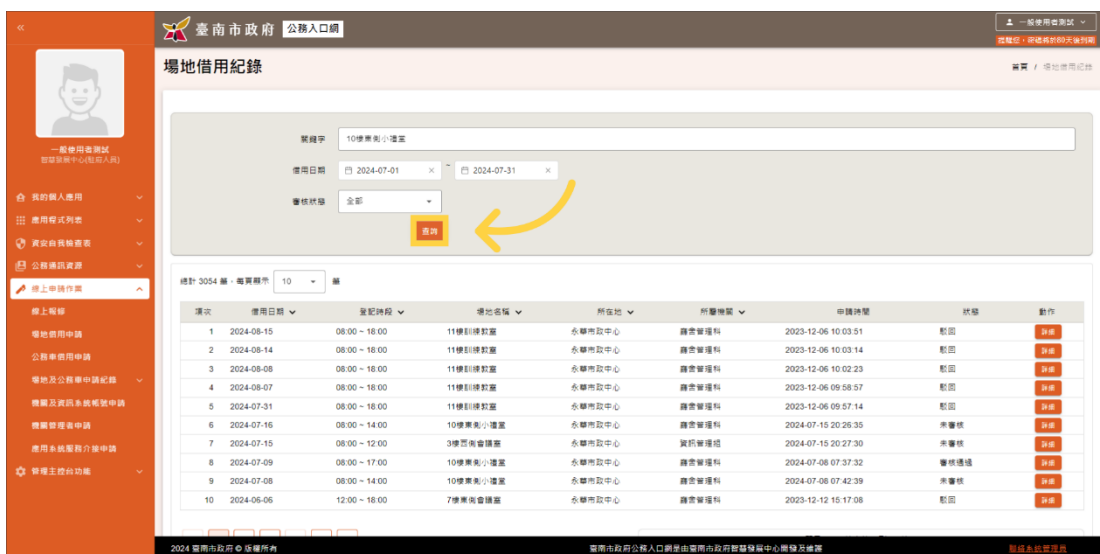 臺南市政府 公務入口網
一般使用者測試
提醒您，密碼將於60天後到期
場地借用紀錄
首頁 / 場地借用紀錄
一般使用者測試
智慧發展中心(駐府人員)
我的個人應用
應用程式列表
資安自我檢查表
公務通訊資源
線上申請作業
線上報修
場地借用申請
公務車借用申請
場地及公務車申請紀錄
機關及資訊系統帳號申請
機關管理者申請
應用系統服務介接申請
管理主控台功能
關鍵字 10樓東側小禮堂
借用日期 2024-07-01 × ~ 2024-07-31 ×
審核狀態 全部
查詢
總計 3054 筆，每頁顯示 10 筆
項次 借用日期 登記時段 場地名稱 所在地 所屬機關 申請時間 狀態 動作
1 2024-08-15 08:00 ~ 18:00 11樓訓練教室 永華市政中心 廳舍管理科 2023-12-06 10:03:51 駁回 詳細
2 2024-08-14 08:00 ~ 18:00 11樓訓練教室 永華市政中心 廳舍管理科 2023-12-06 10:03:14 駁回 詳細
3 2024-08-08 08:00 ~ 18:00 11樓訓練教室 永華市政中心 廳舍管理科 2023-12-06 10:02:23 駁回 詳細
4 2024-08-07 08:00 ~ 18:00 11樓訓練教室 永華市政中心 廳舍管理科 2023-12-06 09:58:57 駁回 詳細
5 2024-07-31 08:00 ~ 18:00 11樓訓練教室 永華市政中心 廳舍管理科 2023-12-06 09:57:14 駁回 詳細
6 2024-07-16 08:00 ~ 14:00 10樓東側小禮堂 永華市政中心 廳舍管理科 2024-07-15 20:26:35 未審核 詳細
7 2024-07-15 08:00 ~ 12:00 3樓西側會議室 永華市政中心 資訊管理組 2024-07-15 20:27:30 未審核 詳細
8 2024-07-09 08:00 ~ 17:00 10樓東側小禮堂 永華市政中心 廳舍管理科 2024-07-08 07:37:32 審核通過 詳細
9 2024-07-08 08:00 ~ 14:00 10樓東側小禮堂 永華市政中心 廳舍管理科 2024-07-08 07:42:39 未審核 詳細
10 2024-06-06 12:00 ~ 18:00 7樓東側會議室 永華市政中心 廳舍管理科 2023-12-12 15:17:08 駁回 詳細
2024 臺南市政府 © 版權所有
臺南市政府公務入口網是由臺南市政府智慧發展中心開發及維護
聯絡系統管理員